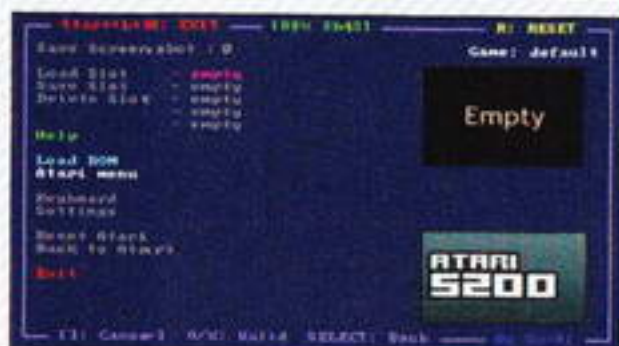 EXIT
R: RESET
Save Screenshot : 0
Game: default
Load Slot - empty
Save Slot - empty
Delete Slot - empty
- empty
Empty
Help
Load ROM
Atari menu
Keyboard
Settings
Reset Atari
Back to Atari
ATARI
5200
Exit
[]: Cancel O/X: Valid SELECT: Back